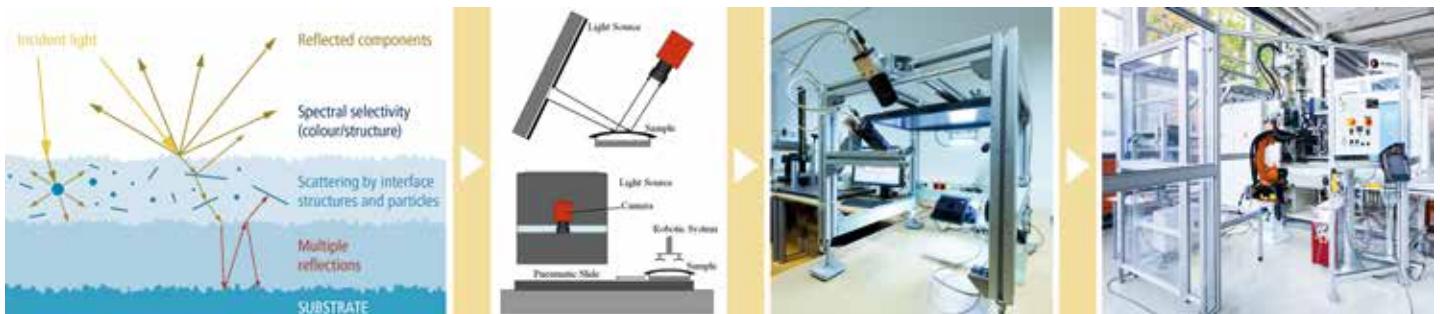 Incident light
Reflected components
Spectral selectivity
(colour/structure)
Scattering by interface
structures and particles
Multiple
reflections
SUBSTRATE
Light Source
Sample
Light Source
Camera
Robotic System
Sample
Pneumatic Slide